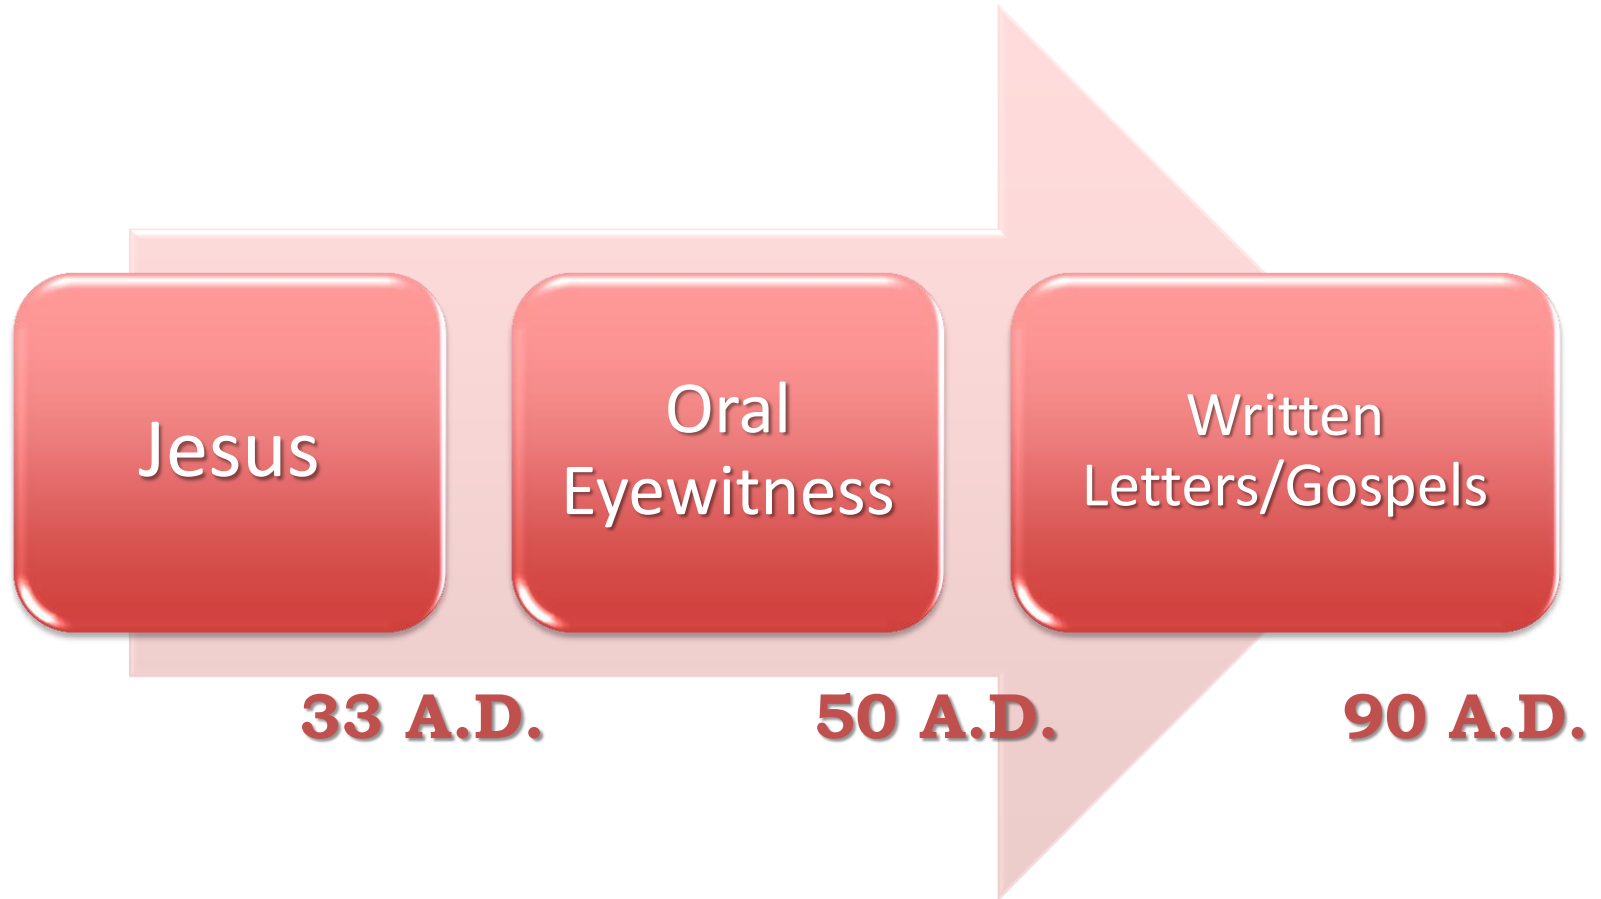 Jesus
Oral
Eyewitness
Written
Letters/Gospels
33 A.D.
50 A.D.
90 A.D.